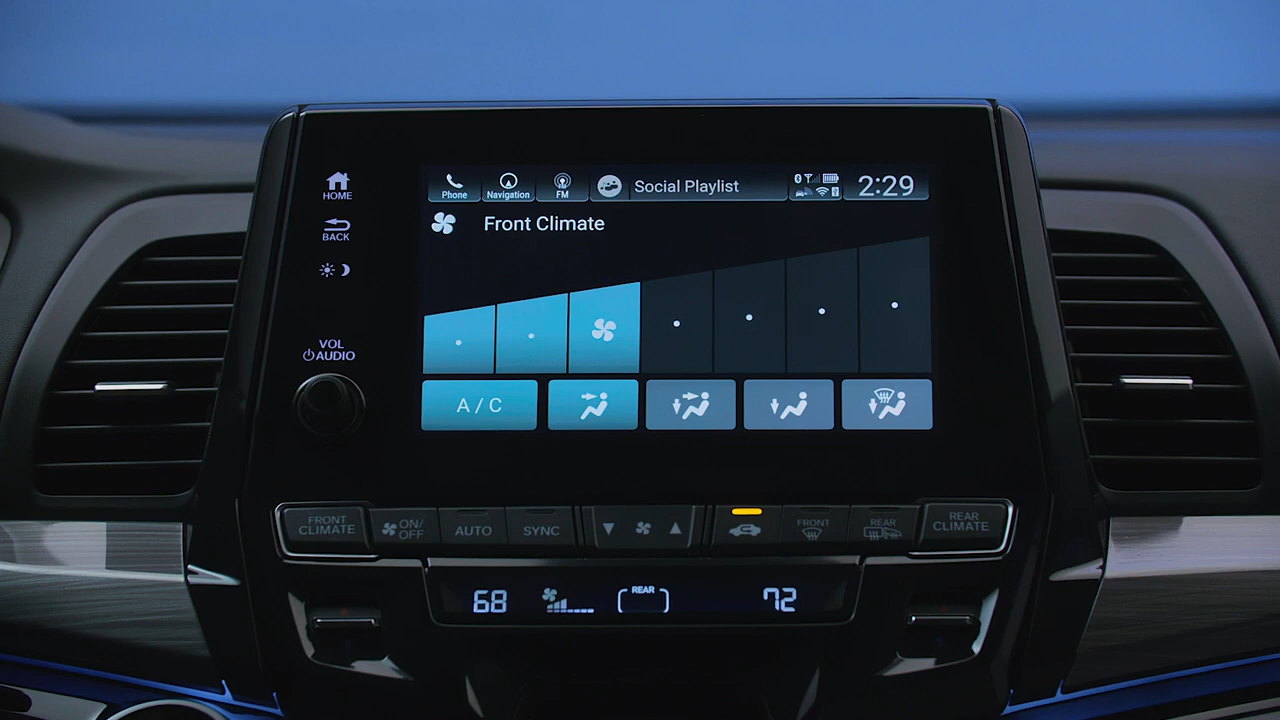 HOME
BACK
VOL
AUDIO
Phone
Navigation
FM
Social Playlist
2:29
Front Climate
A/C
FRONT
CLIMATE
ON/
OFF
AUTO
SYNC
FRONT
REAR
REAR
CLIMATE
68
REAR
72